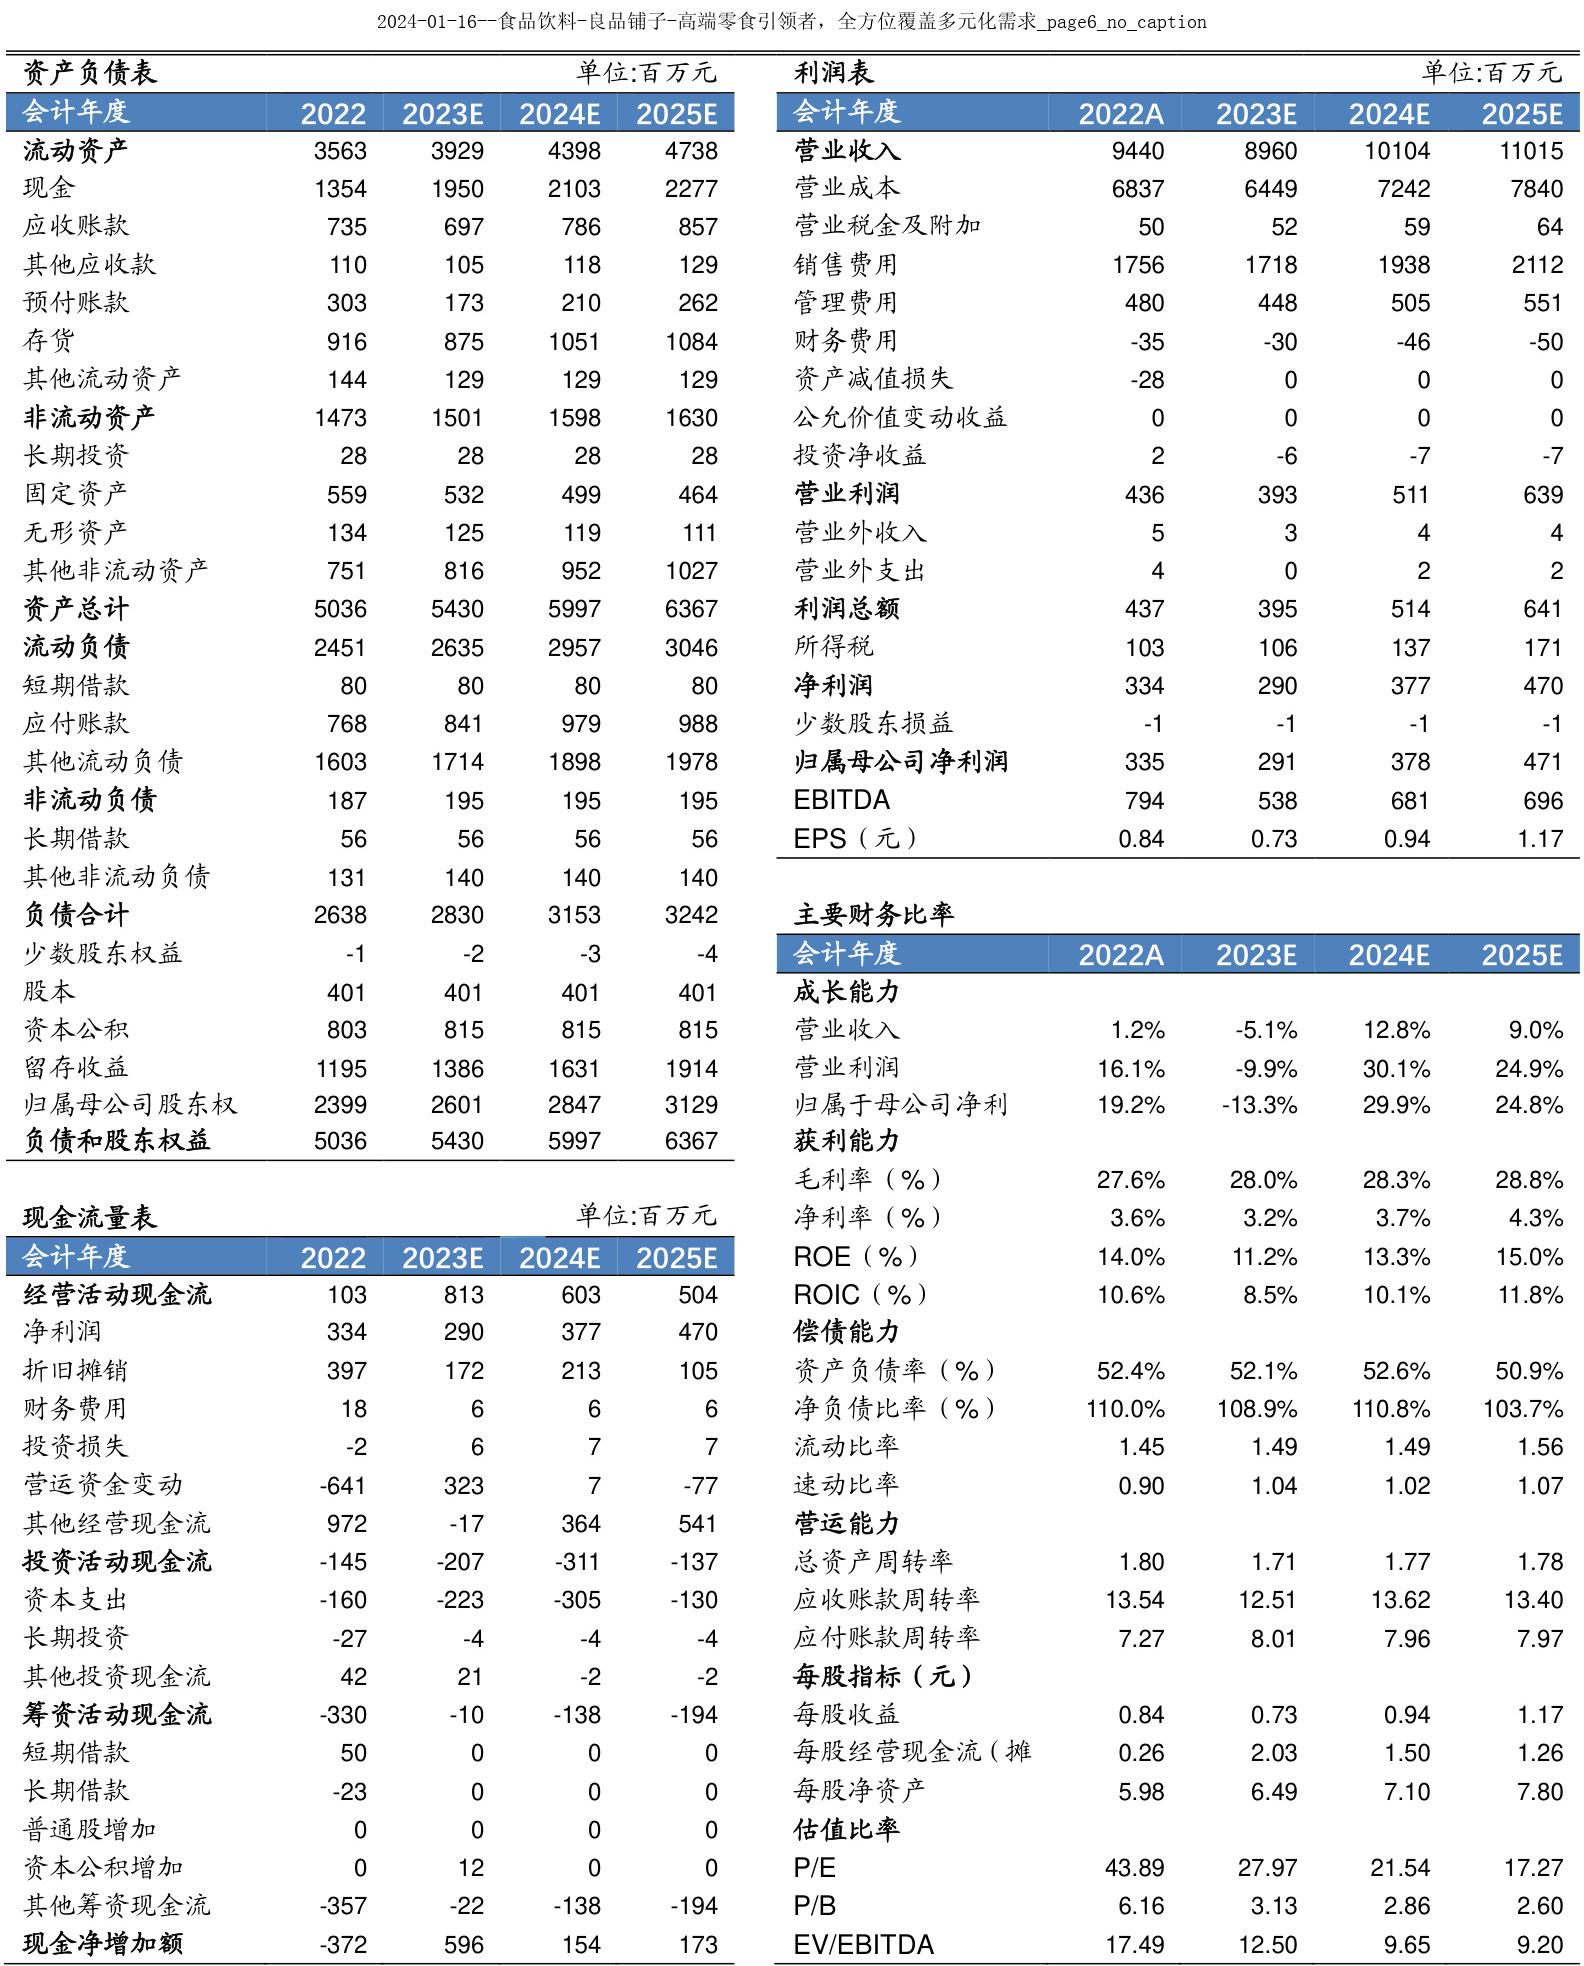 2024-01-16--食品饮料-良品铺子-高端零食引领者，全方位覆盖多元化需求_page6_no_caption
资产负债表 单位:百万元
会计年度 2022 2023E 2024E 2025E
流动资产 3563 3929 4398 4738
现金 1354 1950 2103 2277
应收账款 735 697 786 857
其他应收款 110 105 118 129
预付账款 303 173 210 262
存货 916 875 1051 1084
其他流动资产 144 129 129 129
非流动资产 1473 1501 1598 1630
长期投资 28 28 28 28
固定资产 559 532 499 464
无形资产 134 125 119 111
其他非流动资产 751 816 952 1027
资产总计 5036 5430 5997 6367
流动负债 2451 2635 2957 3046
短期借款 80 80 80 80
应付账款 768 841 979 988
其他流动负债 1603 1714 1898 1978
非流动负债 187 195 195 195
长期借款 56 56 56 56
其他非流动负债 131 140 140 140
负债合计 2638 2830 3153 3242
少数股东权益 -1 -2 -3 -4
股本 401 401 401 401
资本公积 803 815 815 815
留存收益 1195 1386 1631 1914
归属母公司股东权 2399 2601 2847 3129
负债和股东权益 5036 5430 5997 6367
现金流量表 单位:百万元
会计年度 2022 2023E 2024E 2025E
经营活动现金流 103 813 603 504
净利润 334 290 377 470
折旧摊销 397 172 213 105
财务费用 18 6 6 6
投资损失 -2 6 7 7
营运资金变动 -641 323 7 -77
其他经营现金流 972 -17 364 541
投资活动现金流 -145 -207 -311 -137
资本支出 -160 -223 -305 -130
长期投资 -27 -4 -4 -4
其他投资现金流 42 21 -2 -2
筹资活动现金流 -330 -10 -138 -194
短期借款 50 0 0 0
长期借款 -23 0 0 0
普通股增加 0 0 0 0
资本公积增加 0 12 0 0
其他筹资现金流 -357 -22 -138 -194
现金净增加额 -372 596 154 173
利润表 单位:百万元
会计年度 2022A 2023E 2024E 2025E
营业收入 9440 8960 10104 11015
营业成本 6837 6449 7242 7840
营业税金及附加 50 52 59 64
销售费用 1756 1718 1938 2112
管理费用 480 448 505 551
财务费用 -35 -30 -46 -50
资产减值损失 -28 0 0 0
公允价值变动收益 0 0 0 0
投资净收益 2 -6 -7 -7
营业利润 436 393 511 639
营业外收入 5 3 4 4
营业外支出 4 0 2 2
利润总额 437 395 514 641
所得税 103 106 137 171
净利润 334 290 377 470
少数股东损益 -1 -1 -1 -1
归属母公司净利润 335 291 378 471
EBITDA 794 538 681 696
EPS（元） 0.84 0.73 0.94 1.17
主要财务比率
会计年度 2022A 2023E 2024E 2025E
成长能力
营业收入 1.2% -5.1% 12.8% 9.0%
营业利润 16.1% -9.9% 30.1% 24.9%
归属于母公司净利 19.2% -13.3% 29.9% 24.8%
获利能力
毛利率（%） 27.6% 28.0% 28.3% 28.8%
净利率（%） 3.6% 3.2% 3.7% 4.3%
ROE（%） 14.0% 11.2% 13.3% 15.0%
ROIC（%） 10.6% 8.5% 10.1% 11.8%
偿债能力
资产负债率（%） 52.4% 52.1% 52.6% 50.9%
净负债比率（%） 110.0% 108.9% 110.8% 103.7%
流动比率 1.45 1.49 1.49 1.56
速动比率 0.90 1.04 1.02 1.07
营运能力
总资产周转率 1.80 1.71 1.77 1.78
应收账款周转率 13.54 12.51 13.62 13.40
应付账款周转率 7.27 8.01 7.96 7.97
每股指标（元）
每股收益 0.84 0.73 0.94 1.17
每股经营现金流（摊 0.26 2.03 1.50 1.26
每股净资产 5.98 6.49 7.10 7.80
估值比率
P/E 43.89 27.97 21.54 17.27
P/B 6.16 3.13 2.86 2.60
EV/EBITDA 17.49 12.50 9.65 9.20